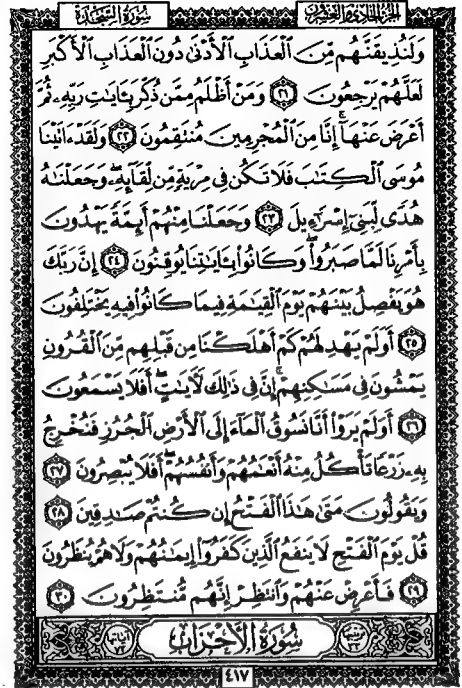 سُورَةُ السَّجْدَةِ الجُزْءُ الحَادِي وَالعِشْرُونَ
وَلَنُذِيقَنَّهُم مِّنَ ٱلْعَذَابِ ٱلْأَدْنَىٰ دُونَ ٱلْعَذَابِ ٱلْأَكْبَرِ
لَعَلَّهُمْ يَرْجِعُونَ ٢١ وَمَنْ أَظْلَمُ مِمَّن ذُكِّرَ بِـَٔايَـٰتِ رَبِّهِۦ ثُمَّ
أَعْرَضَ عَنْهَآ ۚ إِنَّا مِنَ ٱلْمُجْرِمِينَ مُنتَقِمُونَ ٢٢ وَلَقَدْ ءَاتَيْنَا
مُوسَى ٱلْكِتَـٰبَ فَلَا تَكُن فِى مِرْيَةٍ مِّن لِّقَآئِهِۦ ۖ وَجَعَلْنَـٰهُ
هُدًى لِّبَنِىٓ إِسْرَٰٓءِيلَ ٢٣ وَجَعَلْنَا مِنْهُمْ أَئِمَّةً يَهْدُونَ
بِأَمْرِنَا لَمَّا صَبَرُوا۟ ۖ وَكَانُوا۟ بِـَٔايَـٰتِنَا يُوقِنُونَ ٢٤ إِنَّ رَبَّكَ
هُوَ يَفْصِلُ بَيْنَهُمْ يَوْمَ ٱلْقِيَـٰمَةِ فِيمَا كَانُوا۟ فِيهِ يَخْتَلِفُونَ
٢٥ أَوَلَمْ يَهْدِ لَهُمْ كَمْ أَهْلَكْنَا مِن قَبْلِهِم مِّنَ ٱلْقُرُونِ
يَمْشُونَ فِى مَسَـٰكِنِهِمْ ۚ إِنَّ فِى ذَٰلِكَ لَـَٔايَـٰتٍ ۖ أَفَلَا يَسْمَعُونَ
٢٦ أَوَلَمْ يَرَوْا۟ أَنَّا نَسُوقُ ٱلْمَآءَ إِلَى ٱلْأَرْضِ ٱلْجُرُزِ فَنُخْرِجُ
بِهِۦ زَرْعًا تَأْكُلُ مِنْهُ أَنْعَـٰمُهُمْ وَأَنفُسُهُمْ ۖ أَفَلَا يُبْصِرُونَ ٢٧
وَيَقُولُونَ مَتَىٰ هَـٰذَا ٱلْفَتْحُ إِن كُنتُمْ صَـٰدِقِينَ ٢٨
قُلْ يَوْمَ ٱلْفَتْحِ لَا يَنفَعُ ٱلَّذِينَ كَفَرُوٓا۟ إِيمَـٰنُهُمْ وَلَا هُمْ يُنظَرُونَ
٢٩ فَأَعْرِضْ عَنْهُمْ وَٱنتَظِرْ إِنَّهُم مُّنتَظِرُونَ ٣٠
ترتيبها ٣٣ سُورَةُ الأَحْزَابِ آياتها ٧٣
٤١٧